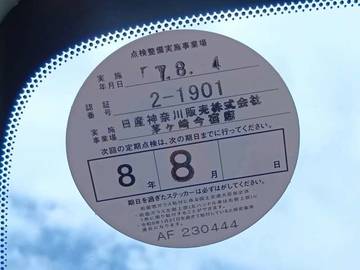 点検整備実施事業場
実施年月日 '7.8.4
認証番号 2-1901
実施事業場 日産神奈川販売株式会社
茅ヶ崎今宿店
次回の定期点検は、次の期日までに行ってください。
8年 8月 日
期日を過ぎたステッカーは必ずはがしてください。
AF 230444